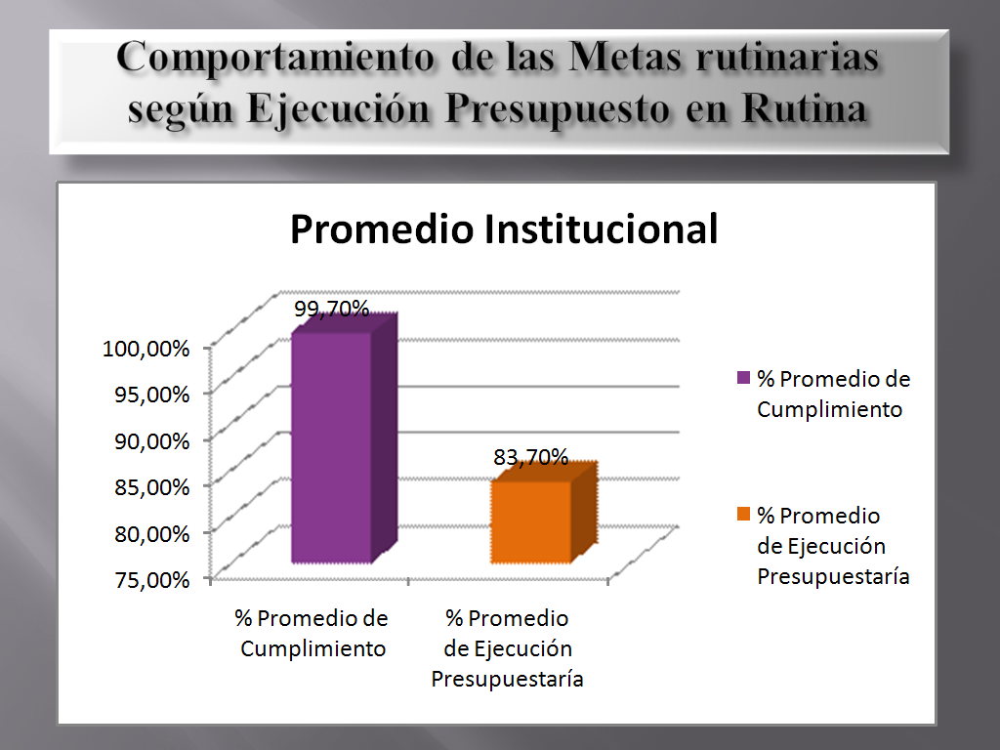 Comportamiento de las Metas rutinarias
según Ejecución Presupuesto en Rutina
Promedio Institucional
99,70%
83,70%
100,00%
95,00%
90,00%
85,00%
80,00%
75,00%
% Promedio de
Cumplimiento
% Promedio
de Ejecución
Presupuestaría
% Promedio de
Cumplimiento
% Promedio
de Ejecución
Presupuestaría